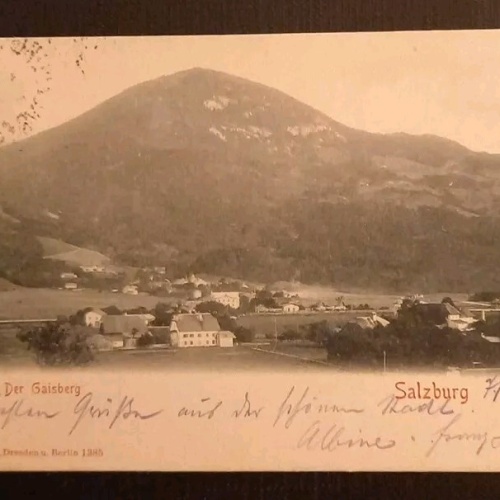 Der Gaisberg
Salzburg
Grüße aus der schönen Stadt.
Albine
Dresden u. Berlin 1385